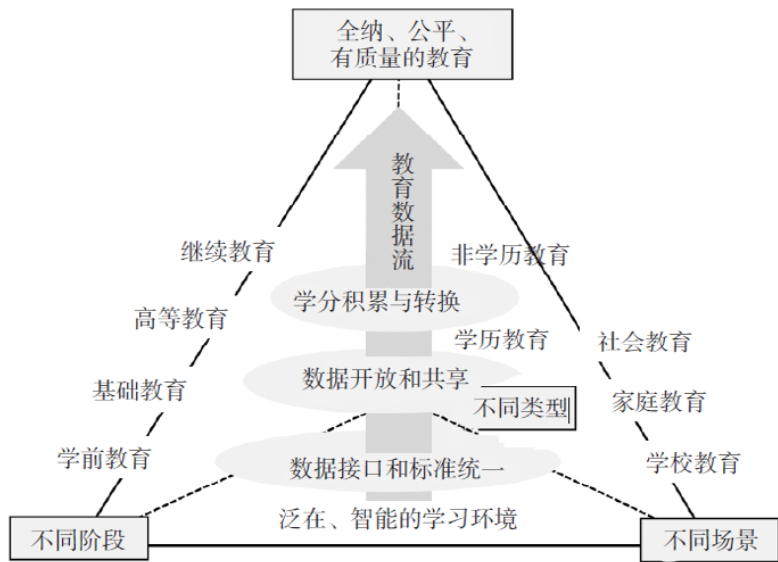 全纳、公平、
有质量的教育
教育数据流
继续教育
非学历教育
学分积累与转换
高等教育
学历教育
社会教育
数据开放和共享
基础教育
不同类型
家庭教育
学前教育
数据接口和标准统一
学校教育
泛在、智能的学习环境
不同阶段
不同场景